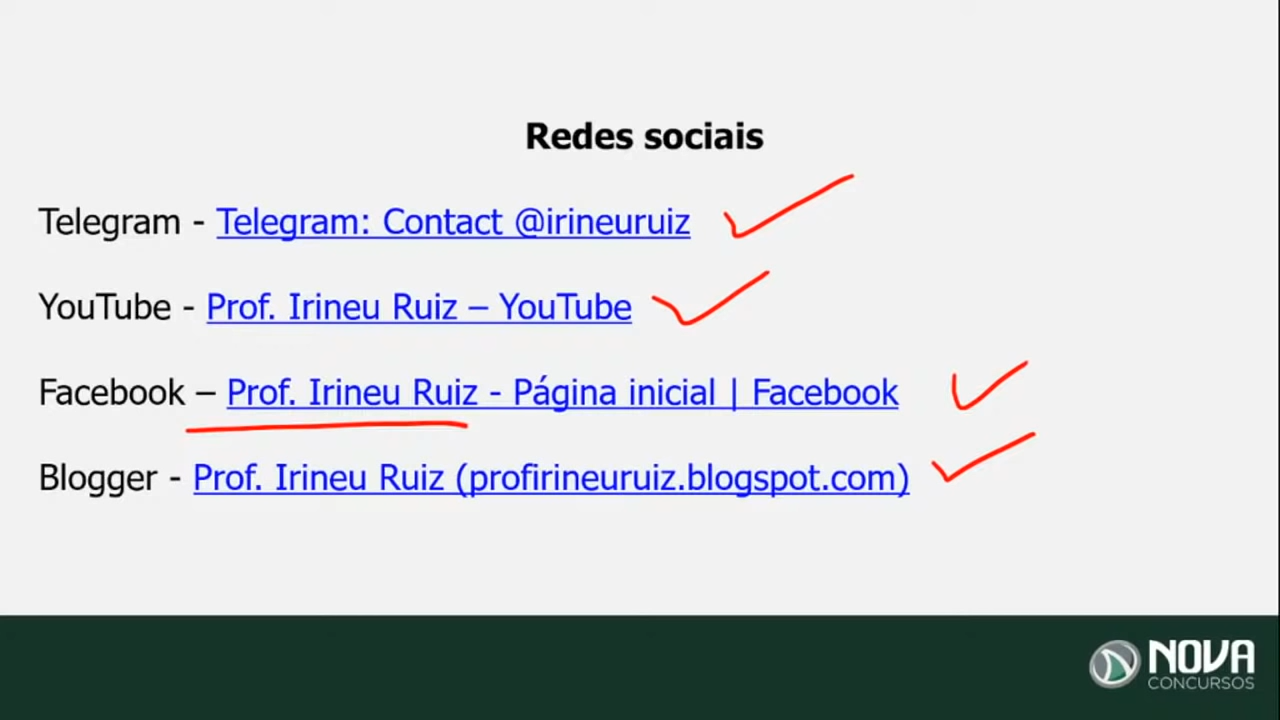 Redes sociais
Telegram - Telegram: Contact @irineuruiz
YouTube - Prof. Irineu Ruiz – YouTube
Facebook – Prof. Irineu Ruiz - Página inicial | Facebook
Blogger - Prof. Irineu Ruiz (profirineuruiz.blogspot.com)
NOVA
CONCURSOS